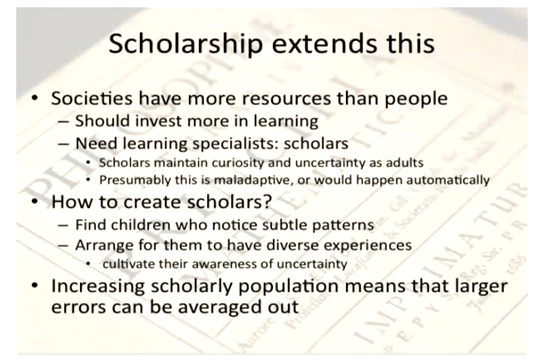 Scholarship extends this
• Societies have more resources than people
– Should invest more in learning
– Need learning specialists: scholars
• Scholars maintain curiosity and uncertainty as adults
• Presumably this is maladaptive, or would happen automatically
• How to create scholars?
– Find children who notice subtle patterns
– Arrange for them to have diverse experiences
• cultivate their awareness of uncertainty
• Increasing scholarly population means that larger
errors can be averaged out